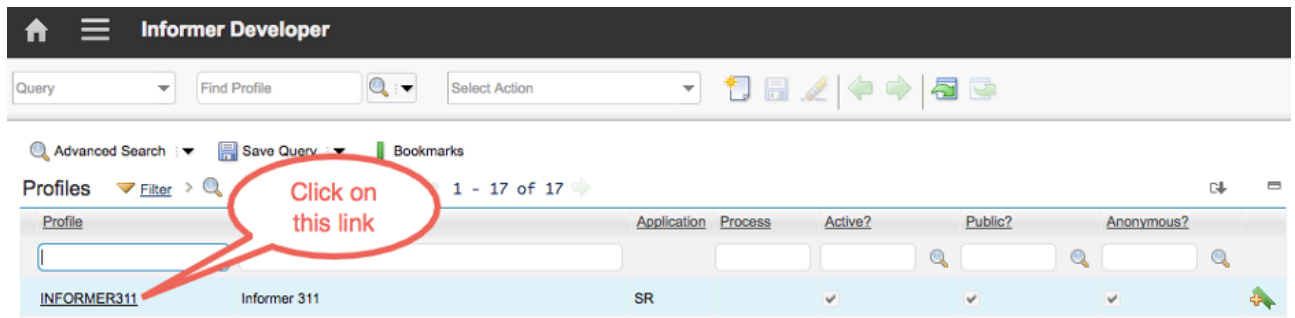 Informer Developer
Query Find Profile Select Action
Advanced Search Save Query Bookmarks
Profiles Filter > 1 - 17 of 17
Click on
this link
Profile Application Process Active? Public? Anonymous?
INFORMER311 Informer 311 SR